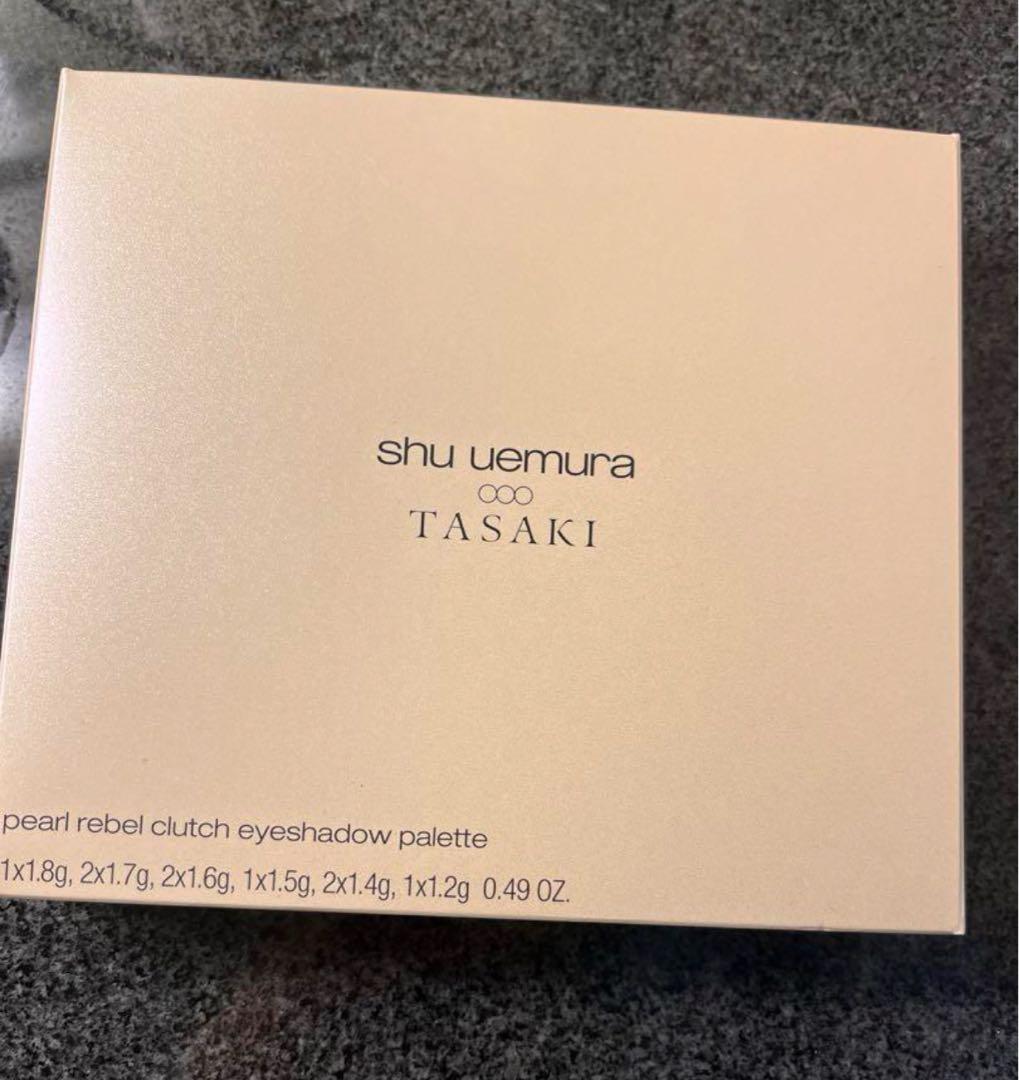 shu uemura
TASAKI
pearl rebel clutch eyeshadow palette
1x1.8g, 2x1.7g, 2x1.6g, 1x1.5g, 2x1.4g, 1x1.2g 0.49 OZ.